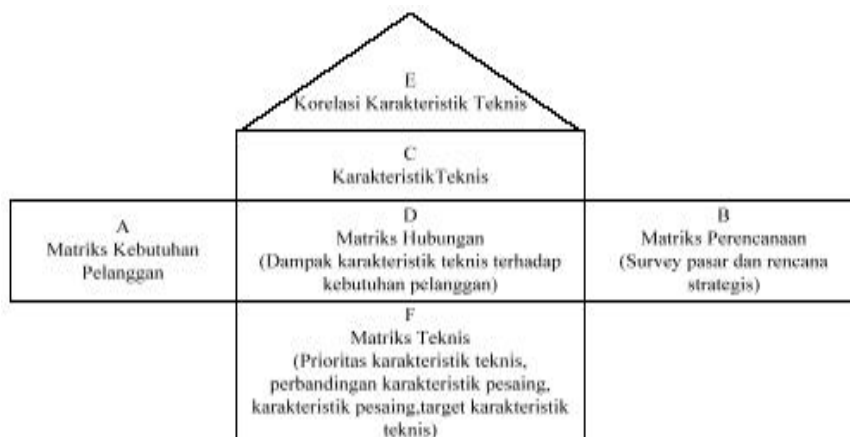 E
Korelasi Karakteristik Teknis
C
KarakteristikTeknis
A
Matriks Kebutuhan
Pelanggan
D
Matriks Hubungan
(Dampak karakteristik teknis terhadap
kebutuhan pelanggan)
B
Matriks Perencanaan
(Survey pasar dan rencana
strategis)
F
Matriks Teknis
(Prioritas karakteristik teknis,
perbandingan karakteristik pesaing,
karakteristik pesaing,target karakteristik
teknis)